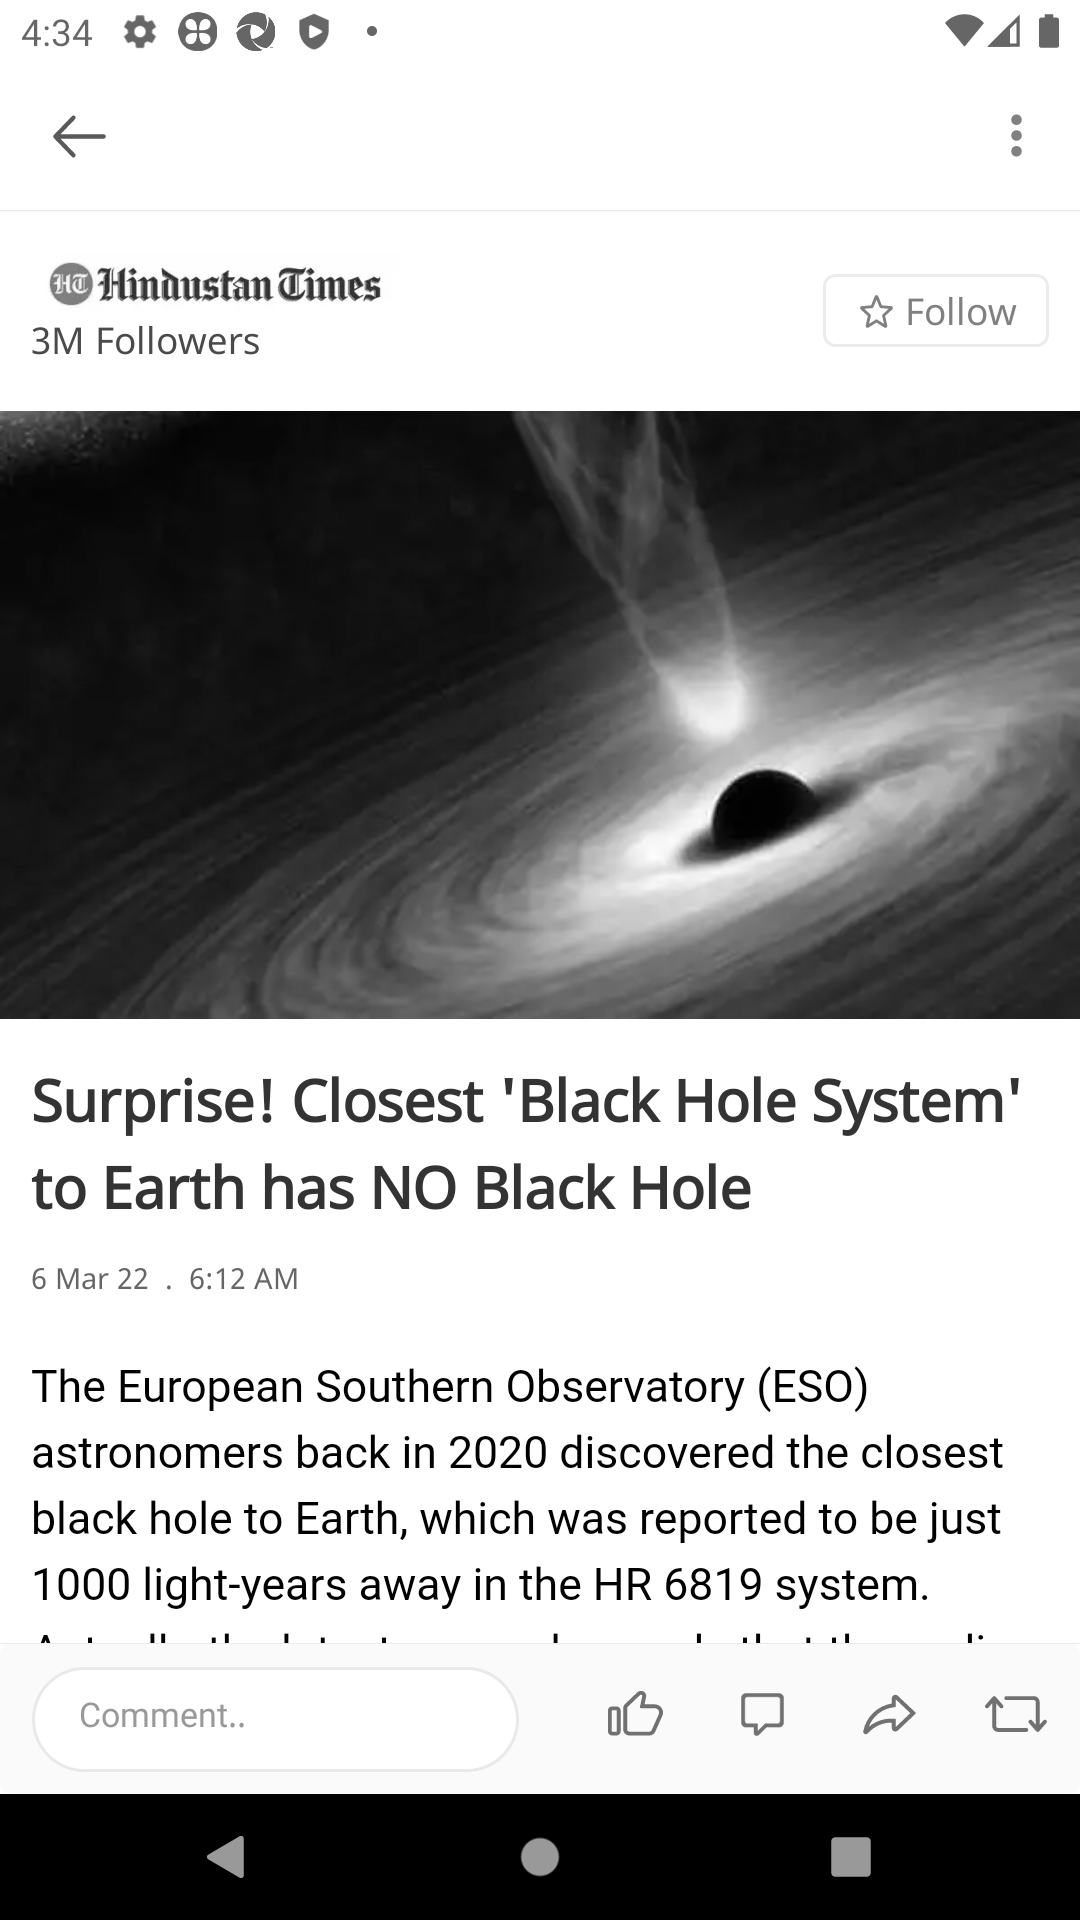 4:34
HT Hindustan Times
3M Followers
Follow
Surprise! Closest 'Black Hole System'
to Earth has NO Black Hole
6 Mar 22 . 6:12 AM
The European Southern Observatory (ESO)
astronomers back in 2020 discovered the closest
black hole to Earth, which was reported to be just
1000 light-years away in the HR 6819 system.
Comment..